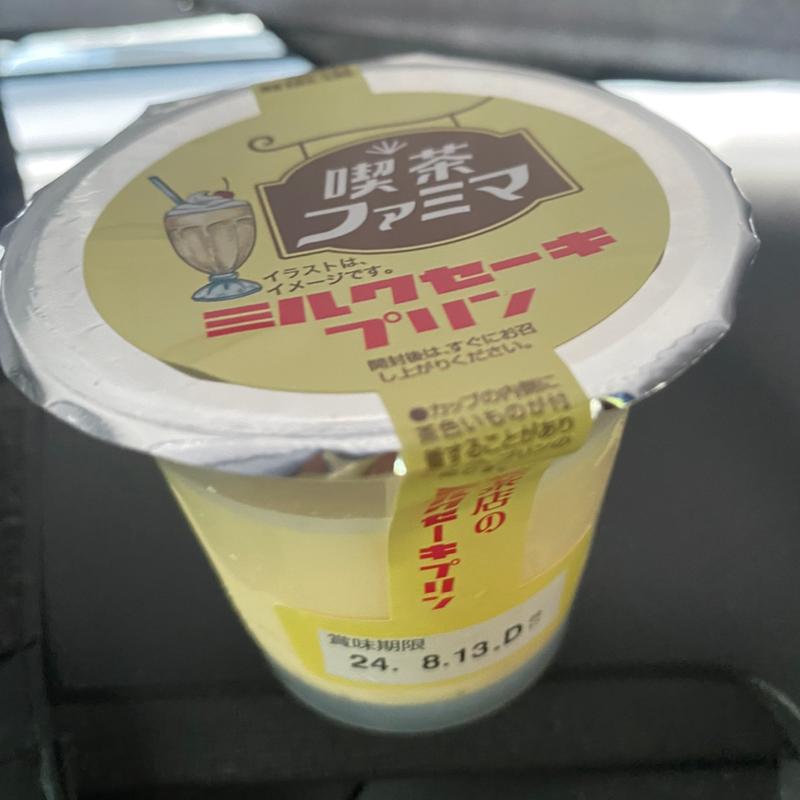 喫茶
ファミマ
イラストは、
イメージです。
ミルクセーキ
プリン
開封後は、すぐにお召
し上がりください。
●カップの内側に
茶色いものが付
着することがあり
茶店の
ミルクセーキプリン
賞味期限
24. 8.13.D